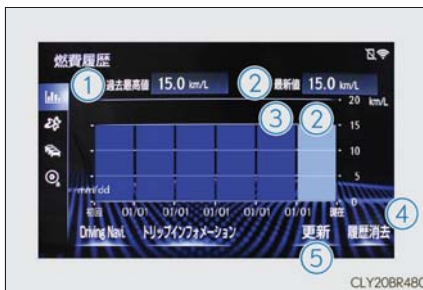 燃費履歴
① 過去最高値 15.0 km/L ② 最新値 15.0 km/L
20 km/L
③ ②
15
10
5
mm/dd
0
初回 01/01 01/01 01/01 01/01 01/01 現在
④
Driving Navi. トリップインフォメーション 更新 履歴消去
⑤
CLY20BR480